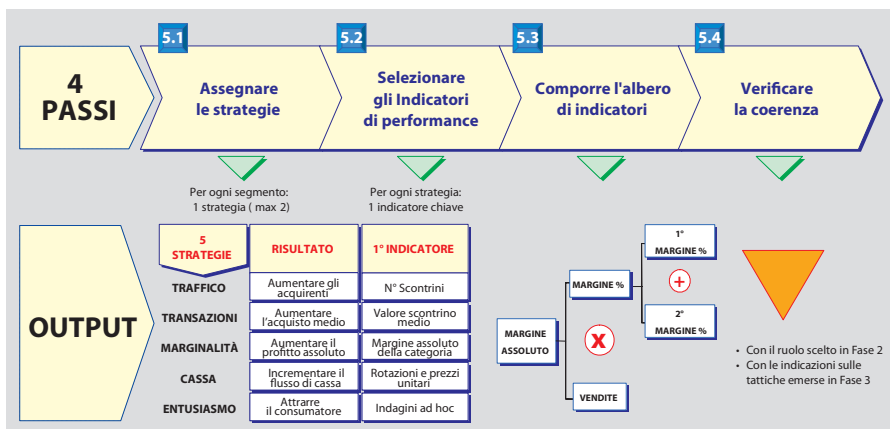 5.1
5.2
5.3
5.4
4
PASSI
Assegnare
le strategie
Selezionare
gli Indicatori
di performance
Comporre l'albero
di indicatori
Verificare
la coerenza
Per ogni segmento:
1 strategia ( max 2)
Per ogni strategia:
1 indicatore chiave
OUTPUT
5
STRATEGIE
RISULTATO
1° INDICATORE
TRAFFICO
Aumentare gli
acquirenti
N° Scontrini
TRANSAZIONI
Aumentare
l'acquisto medio
Valore scontrino
medio
MARGINALITÀ
Aumentare il
profitto assoluto
Margine assoluto
della categoria
CASSA
Incrementare il
flusso di cassa
Rotazioni e prezzi
unitari
ENTUSIASMO
Attrarre
il consumatore
Indagini ad hoc
MARGINE
ASSOLUTO
MARGINE %
X
VENDITE
1°
MARGINE %
+
2°
MARGINE %
• Con il ruolo scelto in Fase 2
• Con le indicazioni sulle
tattiche emerse in Fase 3